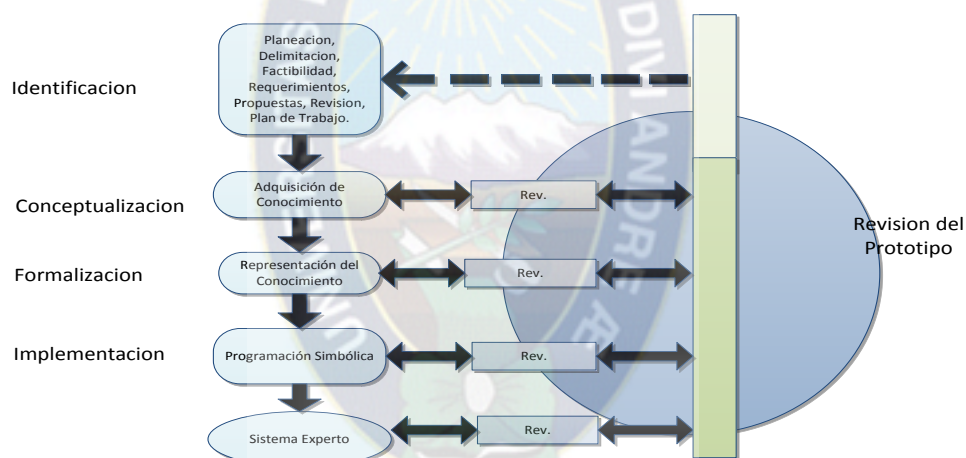 Identificacion
Planeacion,
Delimitacion,
Factibilidad,
Requerimientos,
Propuestas, Revision,
Plan de Trabajo.
Conceptualizacion
Adquisición de
Conocimiento
Rev.
Revision del
Prototipo
Formalizacion
Representación del
Conocimiento
Rev.
Implementacion
Programación Simbólica
Rev.
Sistema Experto
Rev.